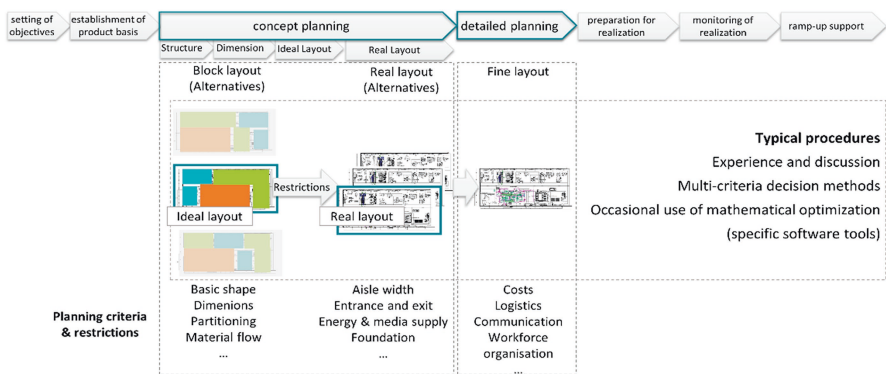 setting of
objectives
establishment of
product basis
concept planning
detailed planning
preparation for
realization
monitoring of
realization
ramp-up support
Structure
Dimension
Ideal Layout
Real Layout
Block layout
(Alternatives)
Real layout
(Alternatives)
Fine layout
Ideal layout
Restrictions
Real layout
Typical procedures
Experience and discussion
Multi-criteria decision methods
Occasional use of mathematical optimization
(specific software tools)
Planning criteria
& restrictions
Basic shape
Dimenions
Partitioning
Material flow
...
Aisle width
Entrance and exit
Energy & media supply
Foundation
...
Costs
Logistics
Communication
Workforce
organisation
...